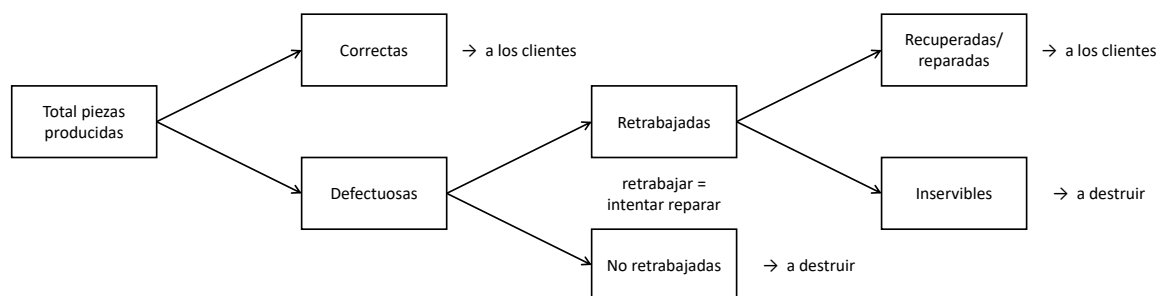 Total piezas
producidas
Correctas
→ a los clientes
Defectuosas
Retrabajadas
retrabajar =
intentar reparar
No retrabajadas
→ a destruir
Recuperadas/
reparadas
→ a los clientes
Inservibles
→ a destruir